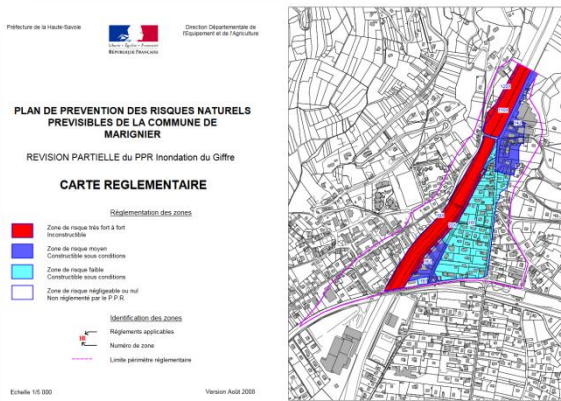 Préfecture de la Haute-Savoie
Direction Départementale de
l'Equipement et de l'Agriculture
Liberté • Égalité • Fraternité
RÉPUBLIQUE FRANÇAISE
PLAN DE PREVENTION DES RISQUES NATURELS
PREVISIBLES DE LA COMMUNE DE
MARIGNIER
REVISION PARTIELLE du PPR Inondation du Giffre
CARTE REGLEMENTAIRE
Réglementation des zones
Zone de risque très fort à fort
Inconstructible
Zone de risque moyen
Constructible sous conditions
Zone de risque faible
Constructible sous conditions
Zone de risque négligeable ou nul
Non réglementé par le P.P.R.
Identification des zones
Règlements applicables
Numéro de zone
Limite périmètre réglementaire
Echelle 1/5 000
Version Août 2008